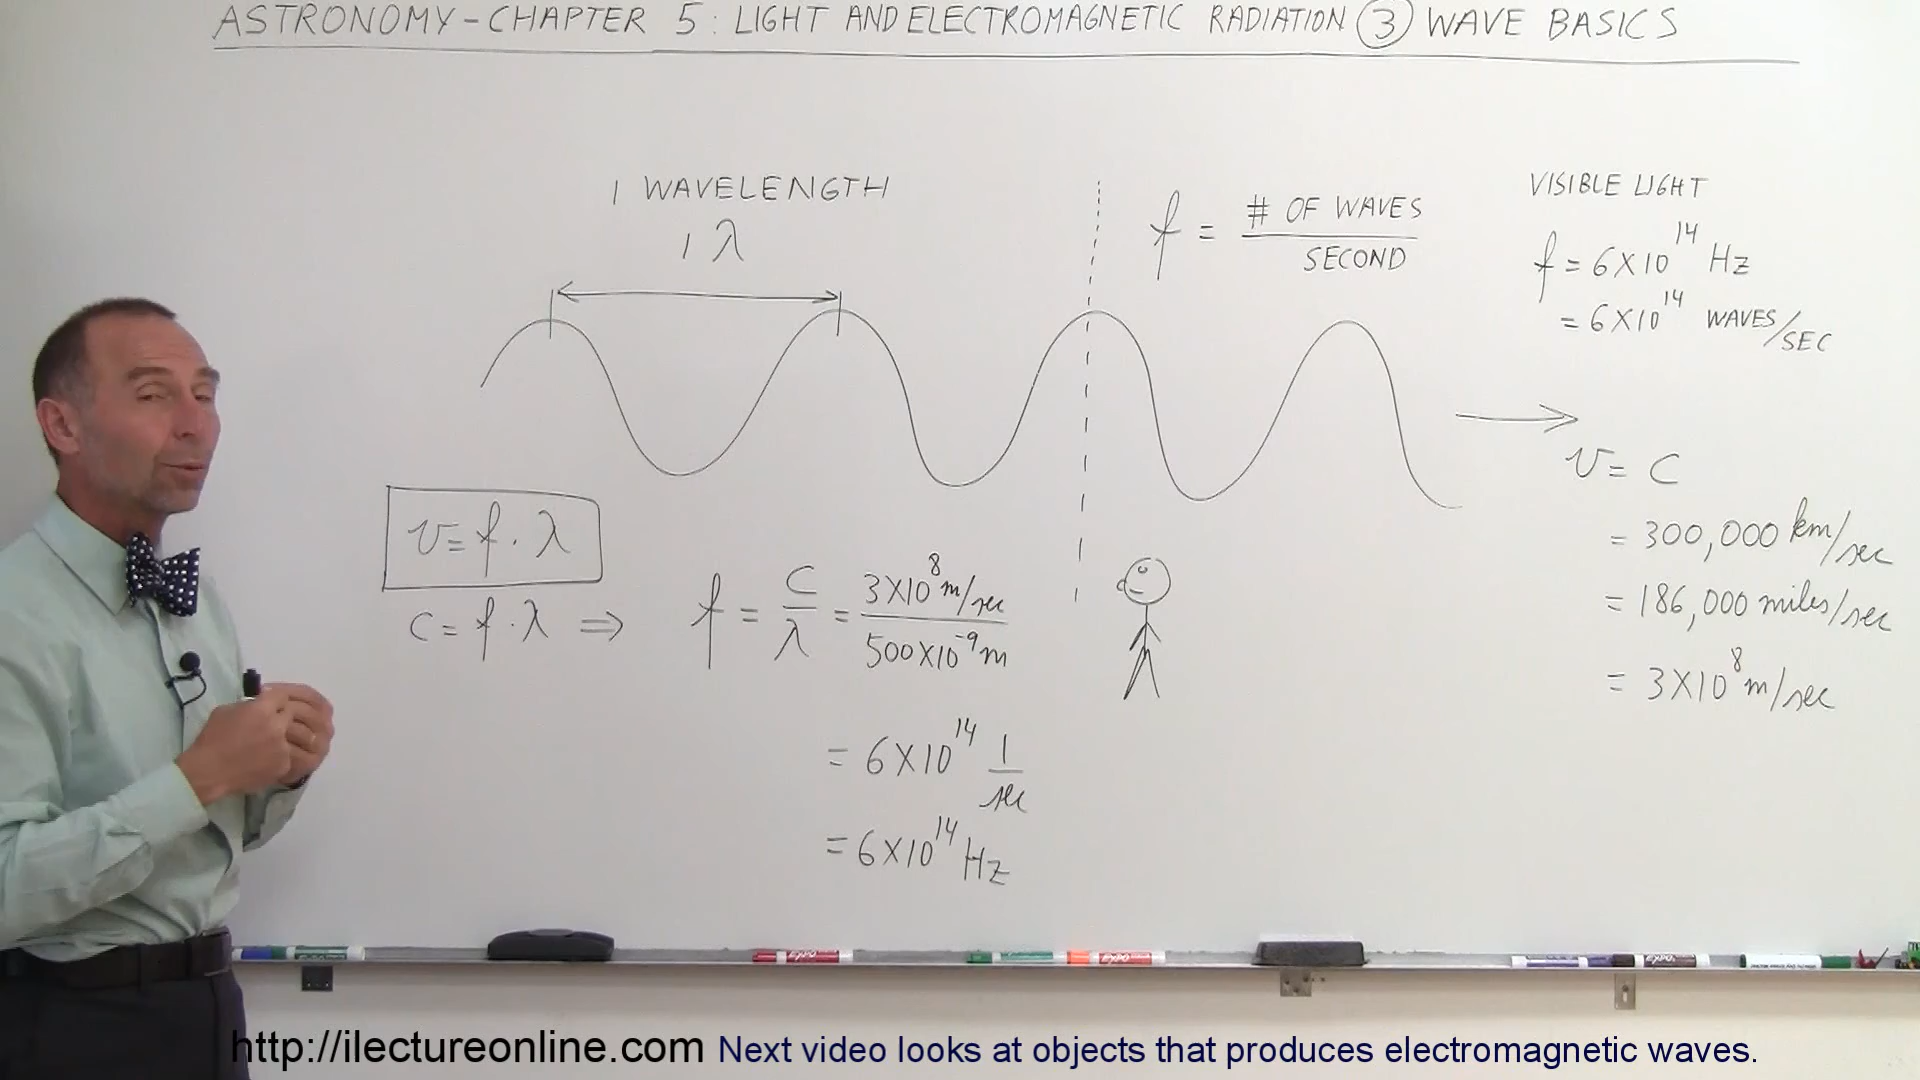 ASTRONOMY - CHAPTER 5: LIGHT AND ELECTROMAGNETIC RADIATION ③ WAVE BASICS
1 WAVELENGTH
1 λ
f = # OF WAVES / SECOND
VISIBLE LIGHT
f = 6X10^14 Hz
= 6X10^14 WAVES/SEC
v = c
= 300,000 km/sec
= 186,000 miles/sec
= 3X10^8 m/sec
v = f · λ
c = f · λ ⇒ f = c/λ = 3X10^8 m/sec / 500X10^-9 m
= 6X10^14 1/sec
= 6X10^14 Hz
http://ilectureonline.com Next video looks at objects that produces electromagnetic waves.